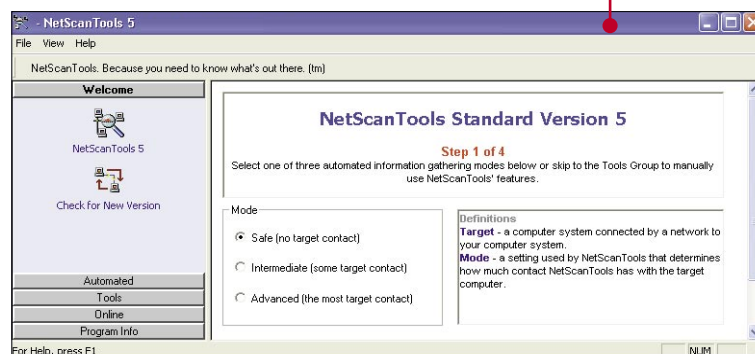 - NetScanTools 5
File View Help
NetScanTools. Because you need to know what's out there. (tm)
Welcome
NetScanTools 5
Check for New Version
Automated
Tools
Online
Program Info
NetScanTools Standard Version 5
Step 1 of 4
Select one of three automated information gathering modes below or skip to the Tools Group to manually
use NetScanTools' features.
Mode
Safe (no target contact)
Intermediate (some target contact)
Advanced (the most target contact)
Definitions
Target - a computer system connected by a network to
your computer system.
Mode - a setting used by NetScanTools that determines
how much contact NetScanTools has with the target
computer.
For Help, press F1
NUM